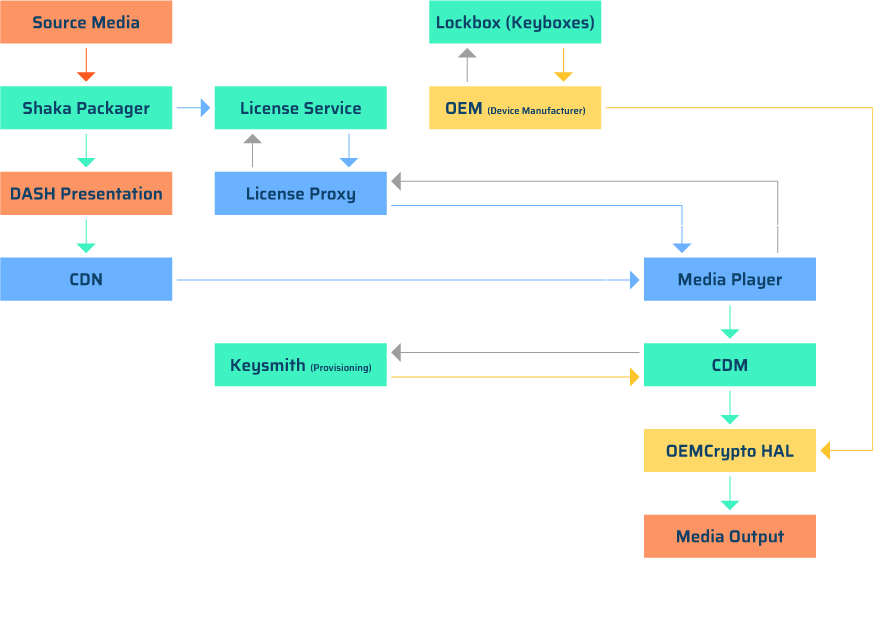 Source Media
Lockbox (Keyboxes)
Shaka Packager
License Service
OEM (Device Manufacturer)
DASH Presentation
License Proxy
CDN
Media Player
Keysmith (Provisioning)
CDM
OEMCrypto HAL
Media Output